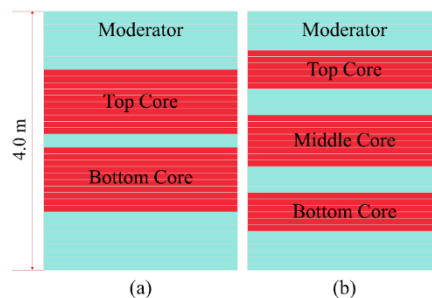 4.0 m
Moderator
Top Core
Bottom Core
(a)
Moderator
Top Core
Middle Core
Bottom Core
(b)